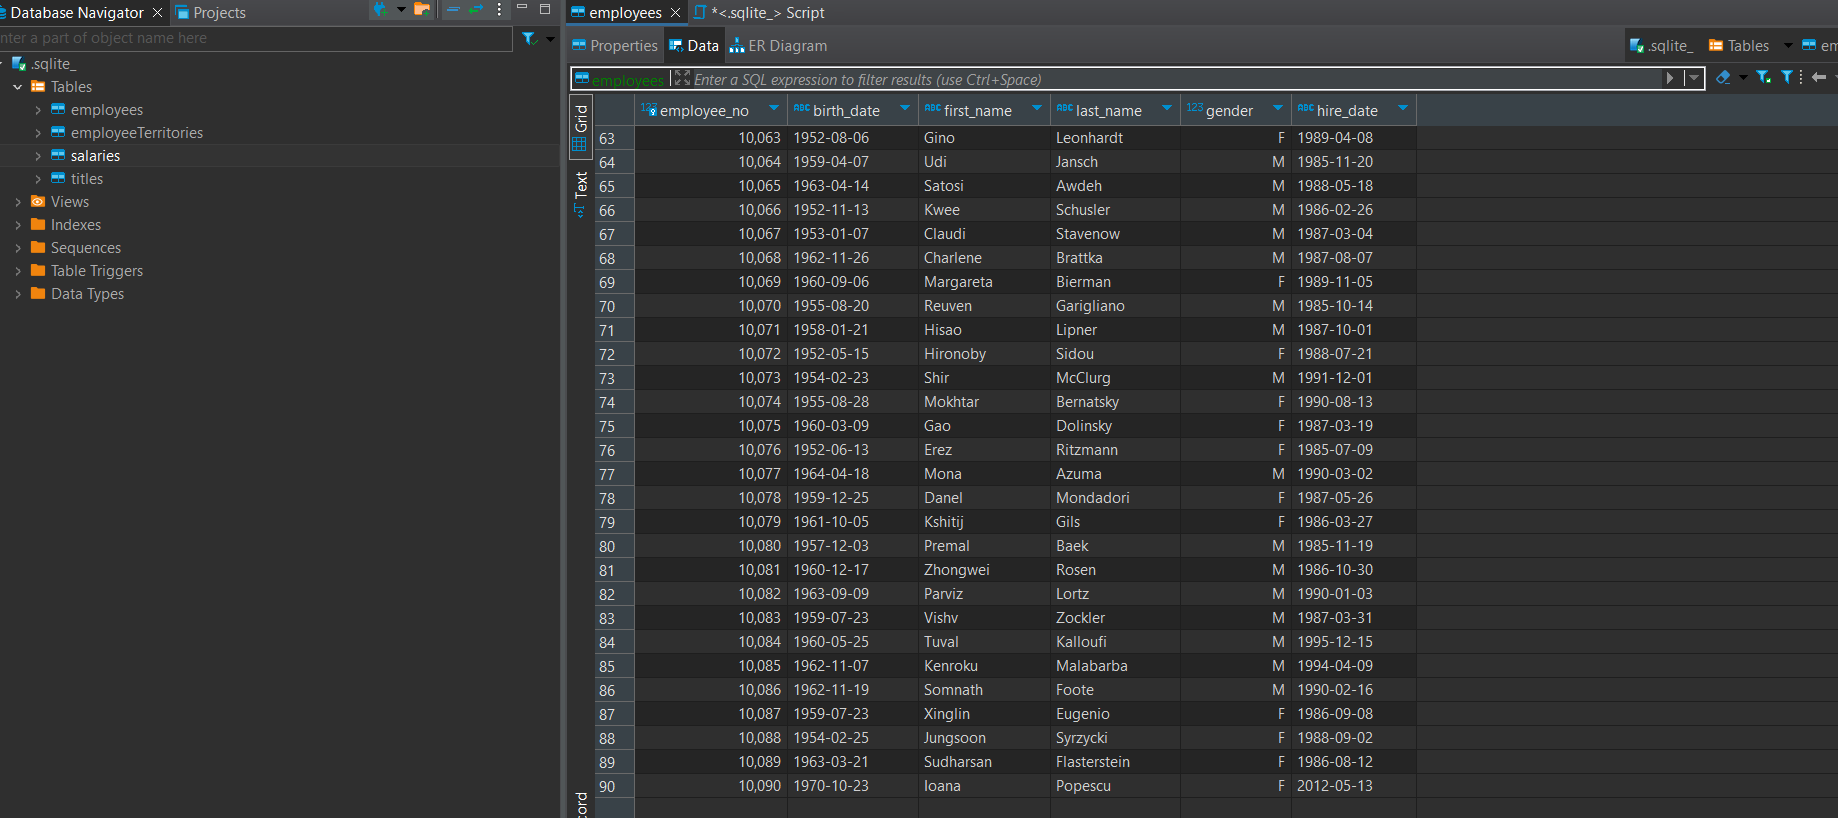 Database Navigator Projects
enter a part of object name here
.sqlite_
Tables
employees
employeeTerritories
salaries
titles
Views
Indexes
Sequences
Table Triggers
Data Types
employees *<.sqlite_> Script
Properties Data ER Diagram .sqlite_ Tables em
employees Enter a SQL expression to filter results (use Ctrl+Space)
Grid
Text
cord
123 employee_no ABC birth_date ABC first_name ABC last_name 123 gender ABC hire_date
63 10,063 1952-08-06 Gino Leonhardt F 1989-04-08
64 10,064 1959-04-07 Udi Jansch M 1985-11-20
65 10,065 1963-04-14 Satosi Awdeh M 1988-05-18
66 10,066 1952-11-13 Kwee Schusler M 1986-02-26
67 10,067 1953-01-07 Claudi Stavenow M 1987-03-04
68 10,068 1962-11-26 Charlene Brattka M 1987-08-07
69 10,069 1960-09-06 Margareta Bierman F 1989-11-05
70 10,070 1955-08-20 Reuven Garigliano M 1985-10-14
71 10,071 1958-01-21 Hisao Lipner M 1987-10-01
72 10,072 1952-05-15 Hironoby Sidou F 1988-07-21
73 10,073 1954-02-23 Shir McClurg M 1991-12-01
74 10,074 1955-08-28 Mokhtar Bernatsky F 1990-08-13
75 10,075 1960-03-09 Gao Dolinsky F 1987-03-19
76 10,076 1952-06-13 Erez Ritzmann F 1985-07-09
77 10,077 1964-04-18 Mona Azuma M 1990-03-02
78 10,078 1959-12-25 Danel Mondadori F 1987-05-26
79 10,079 1961-10-05 Kshitij Gils F 1986-03-27
80 10,080 1957-12-03 Premal Baek M 1985-11-19
81 10,081 1960-12-17 Zhongwei Rosen M 1986-10-30
82 10,082 1963-09-09 Parviz Lortz M 1990-01-03
83 10,083 1959-07-23 Vishv Zockler M 1987-03-31
84 10,084 1960-05-25 Tuval Kalloufi M 1995-12-15
85 10,085 1962-11-07 Kenroku Malabarba M 1994-04-09
86 10,086 1962-11-19 Somnath Foote M 1990-02-16
87 10,087 1959-07-23 Xinglin Eugenio F 1986-09-08
88 10,088 1954-02-25 Jungsoon Syrzycki F 1988-09-02
89 10,089 1963-03-21 Sudharsan Flasterstein F 1986-08-12
90 10,090 1970-10-23 Ioana Popescu F 2012-05-13